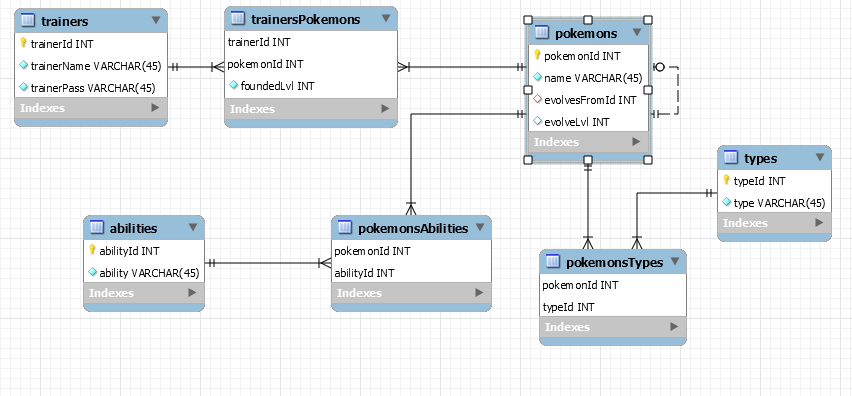 trainers
trainerId INT
trainerName VARCHAR(45)
trainerPass VARCHAR(45)
Indexes
trainersPokemons
trainerId INT
pokemonId INT
foundedLvl INT
Indexes
pokemons
pokemonId INT
name VARCHAR(45)
evolvesFromId INT
evolveLvl INT
Indexes
types
typeId INT
type VARCHAR(45)
Indexes
abilities
abilityId INT
ability VARCHAR(45)
Indexes
pokemonsAbilities
pokemonId INT
abilityId INT
Indexes
pokemonsTypes
pokemonId INT
typeId INT
Indexes